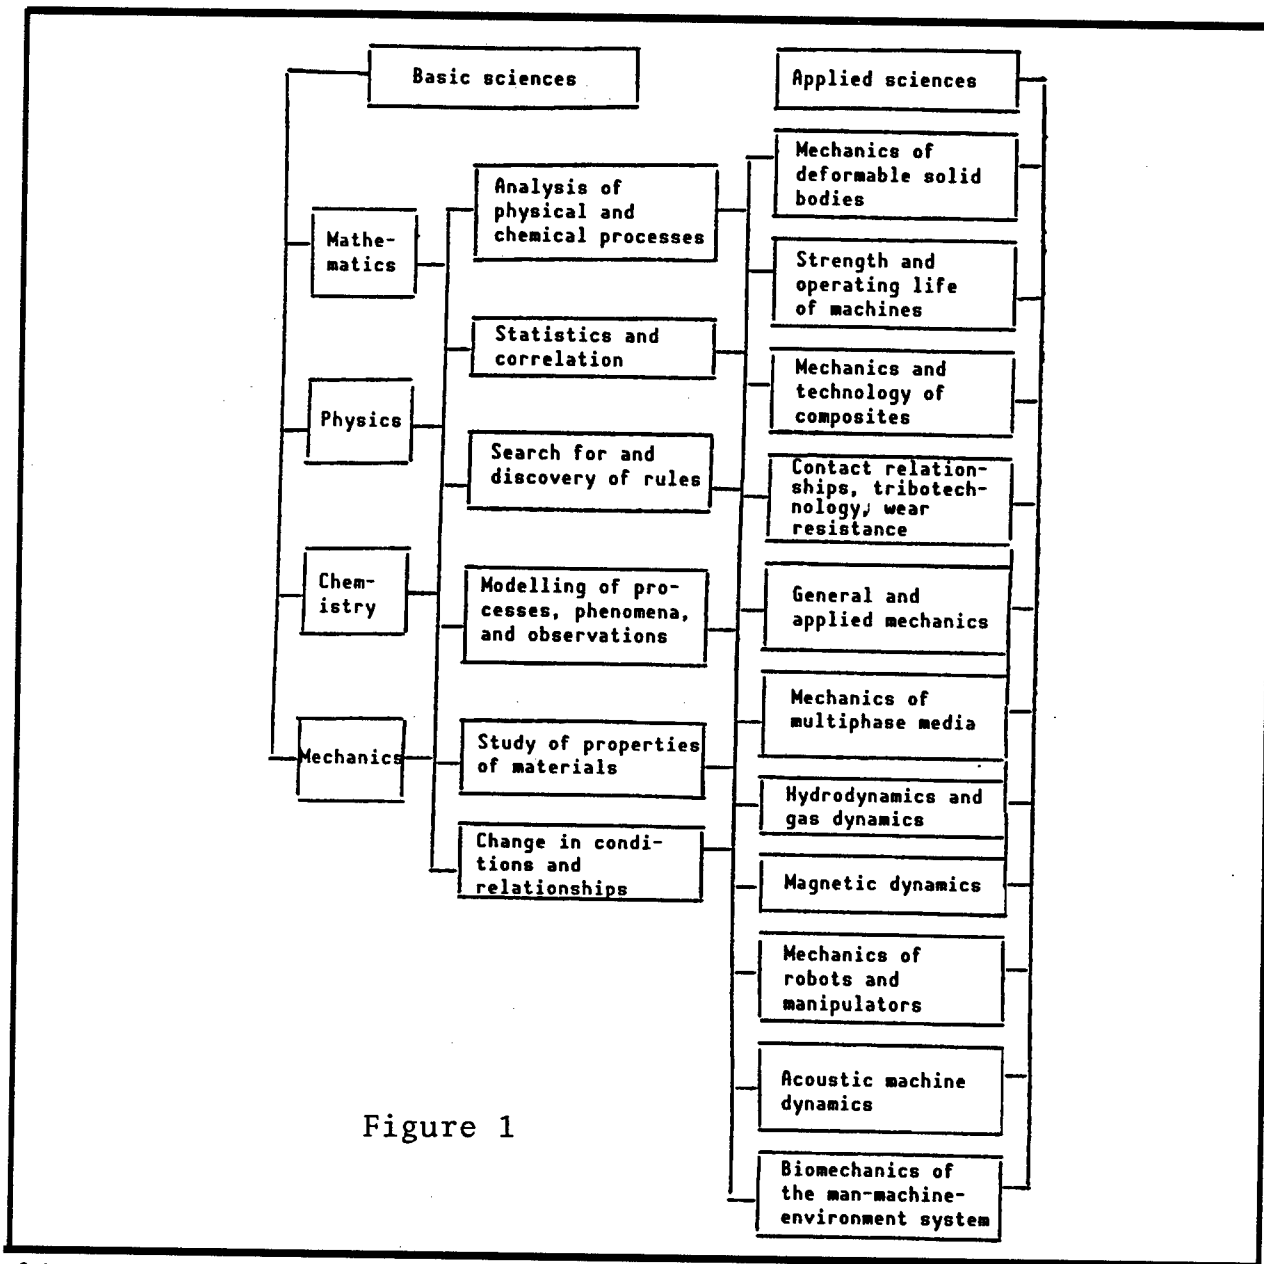 Basic sciences
Applied sciences
Mathe-
matics
Physics
Chem-
istry
Mechanics
Analysis of
physical and
chemical processes
Statistics and
correlation
Search for and
discovery of rules
Modelling of pro-
cesses, phenomena,
and observations
Study of properties
of materials
Change in condi-
tions and
relationships
Mechanics of
deformable solid
bodies
Strength and
operating life
of machines
Mechanics and
technology of
composites
Contact relation-
ships, tribotech-
nology, wear
resistance
General and
applied mechanics
Mechanics of
multiphase media
Hydrodynamics and
gas dynamics
Magnetic dynamics
Mechanics of
robots and
manipulators
Acoustic machine
dynamics
Biomechanics of
the man-machine-
environment system
Figure 1